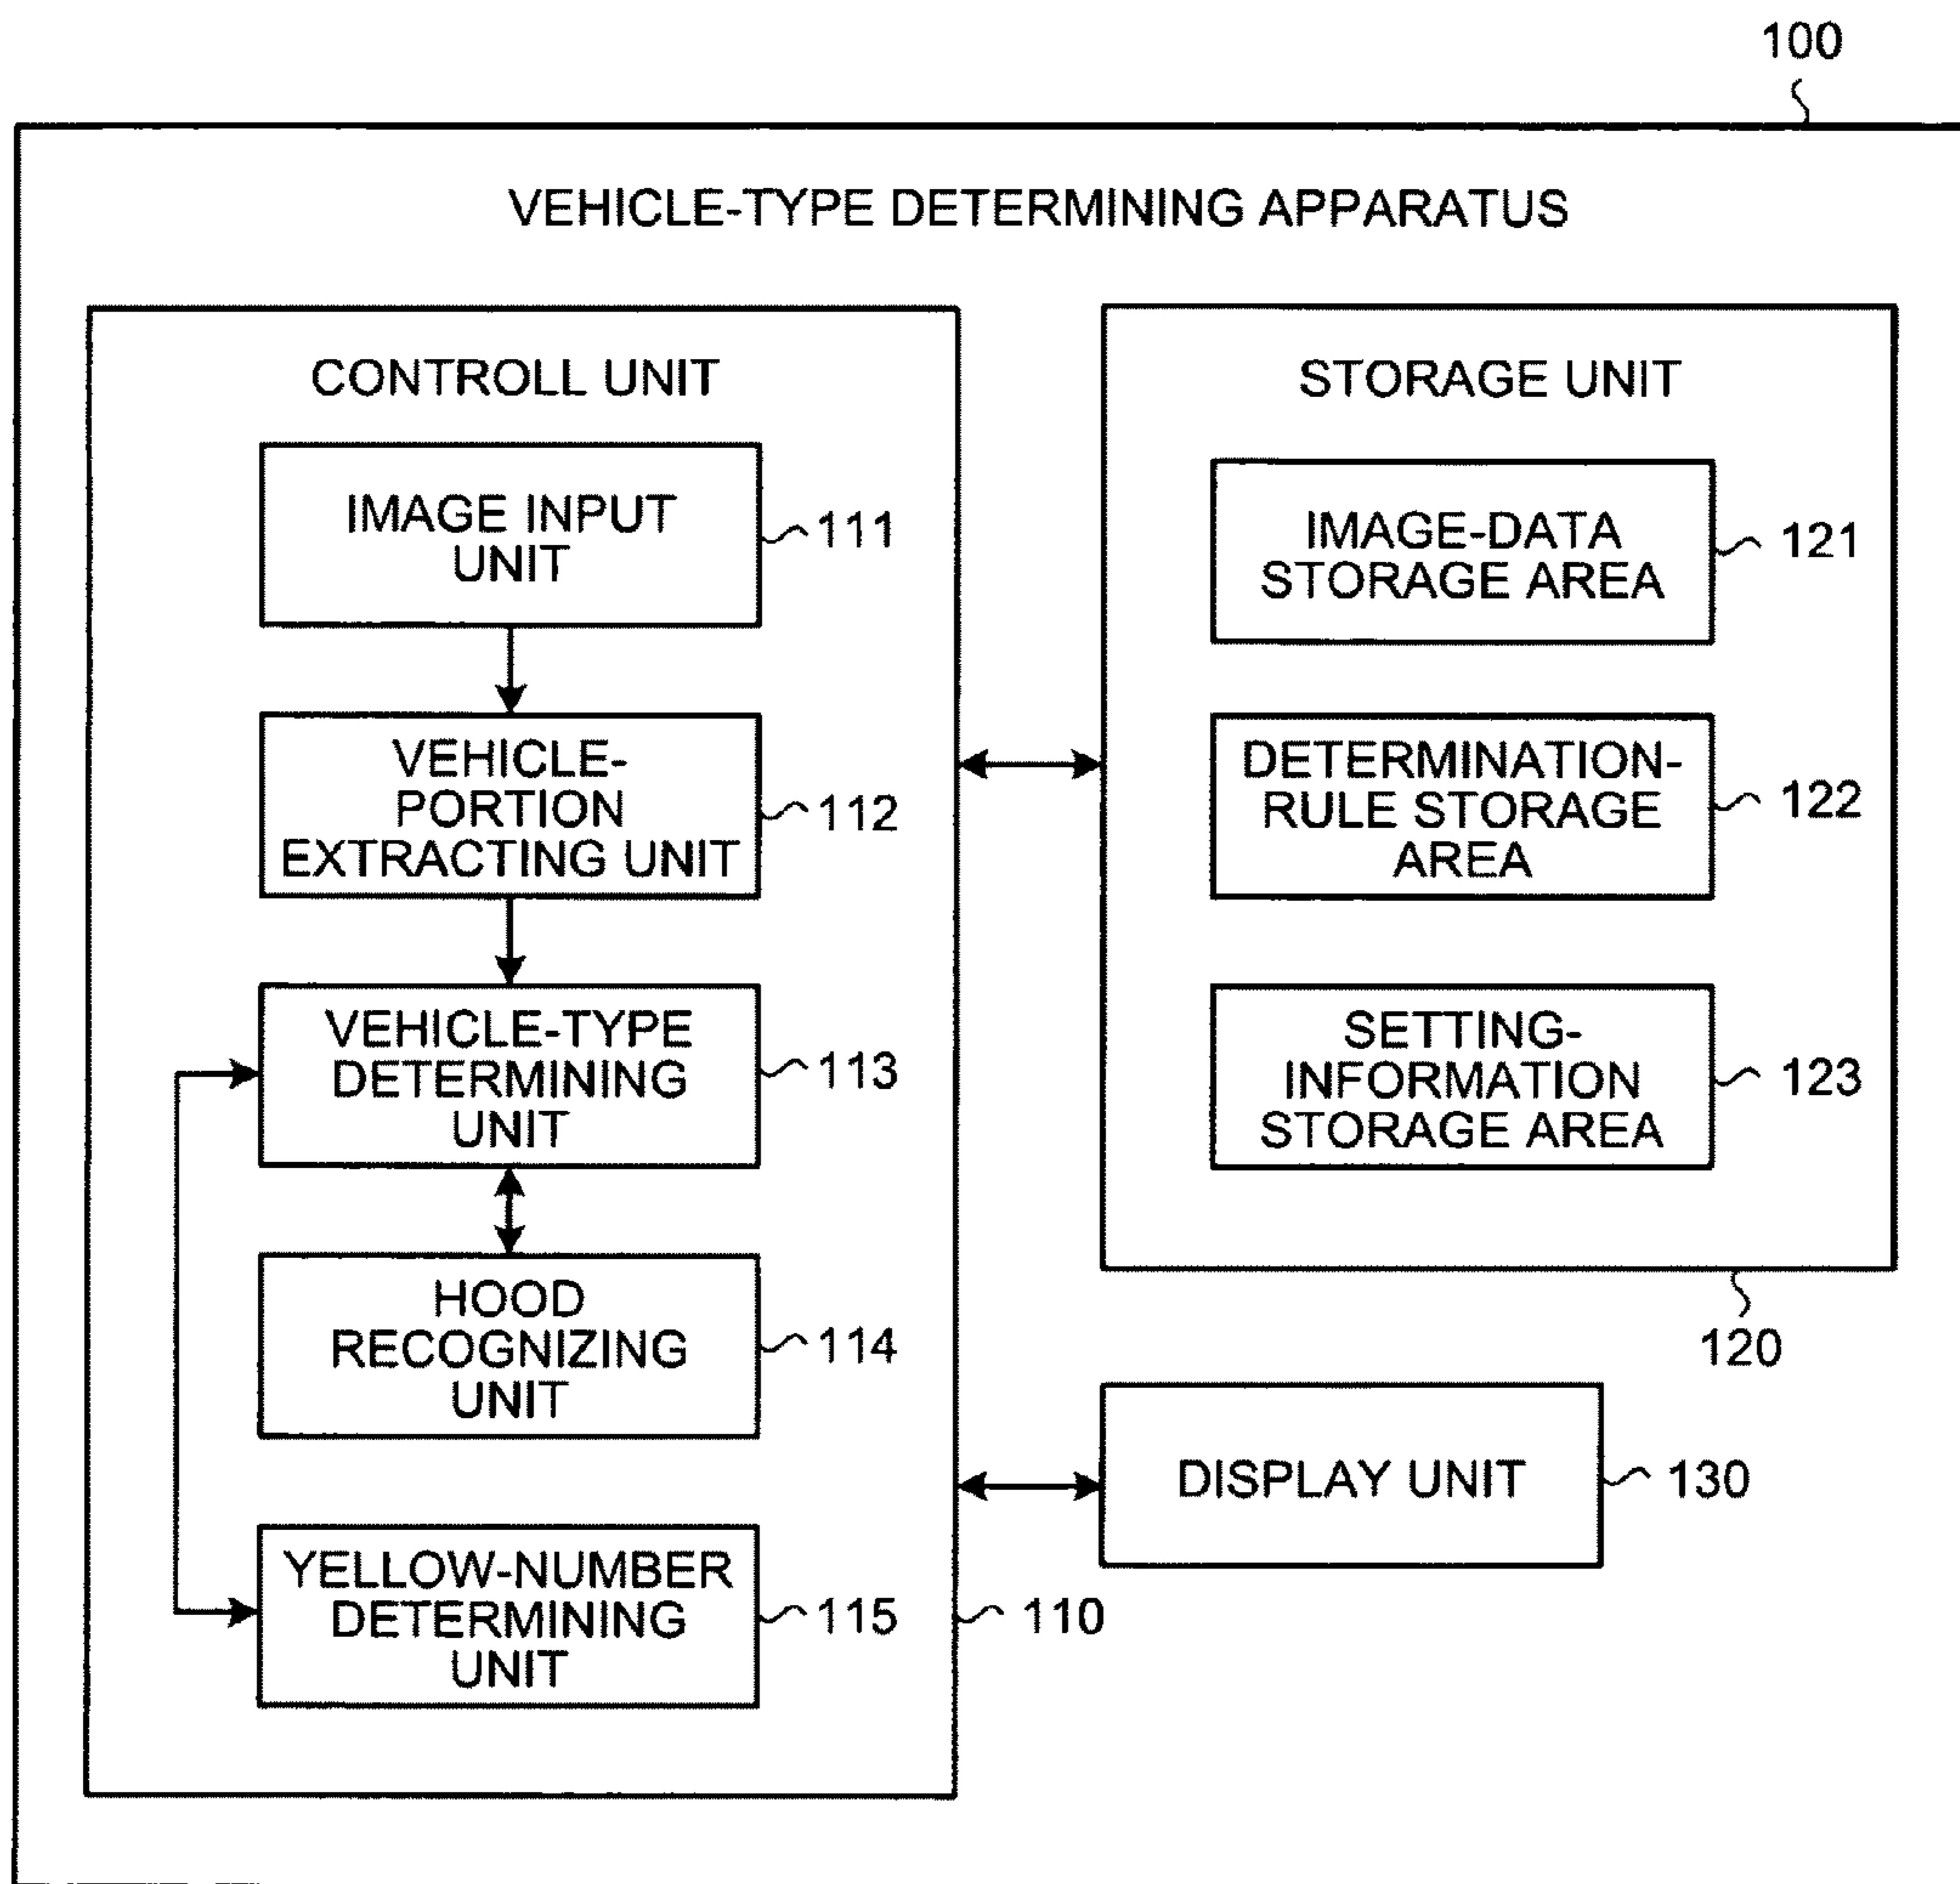 100
VEHICLE-TYPE DETERMINING APPARATUS
CONTROLL UNIT
IMAGE INPUT
UNIT
111
VEHICLE-
PORTION
EXTRACTING UNIT
112
VEHICLE-TYPE
DETERMINING
UNIT
113
HOOD
RECOGNIZING
UNIT
114
YELLOW-NUMBER
DETERMINING
UNIT
115
110
STORAGE UNIT
IMAGE-DATA
STORAGE AREA
121
DETERMINATION-
RULE STORAGE
AREA
122
SETTING-
INFORMATION
STORAGE AREA
123
120
DISPLAY UNIT
130